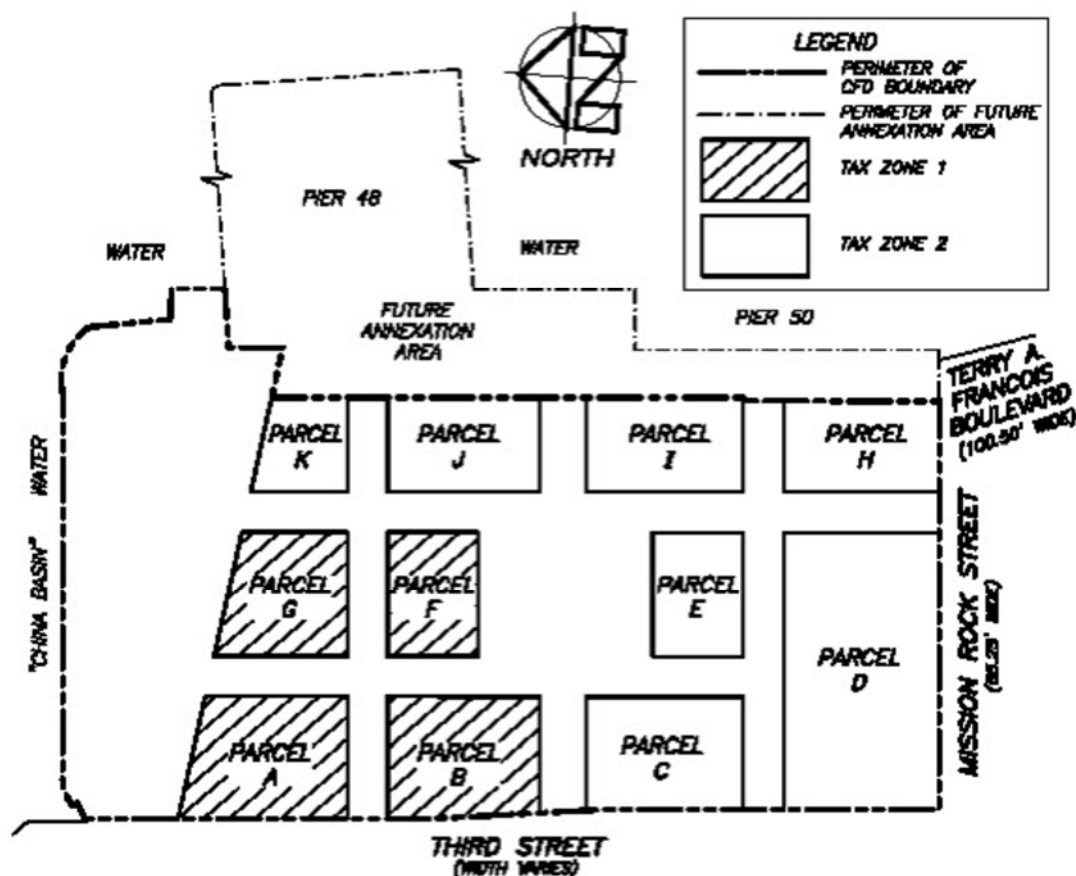 NORTH
LEGEND
PERIMETER OF
CFD BOUNDARY
PERIMETER OF FUTURE
ANNEXATION AREA
TAX ZONE 1
TAX ZONE 2
PIER 48
WATER
WATER
FUTURE
ANNEXATION
AREA
PIER 50
TERRY A.
FRANCOIS
BOULEVARD
(100.50' WIDE)
PARCEL
K
PARCEL
J
PARCEL
I
PARCEL
H
WATER
"CHINA BASIN"
PARCEL
G
PARCEL
F
PARCEL
E
PARCEL
D
MISSION ROCK STREET
WIDE)
PARCEL
A
PARCEL
B
PARCEL
C
THIRD STREET
(WIDTH VARIES)